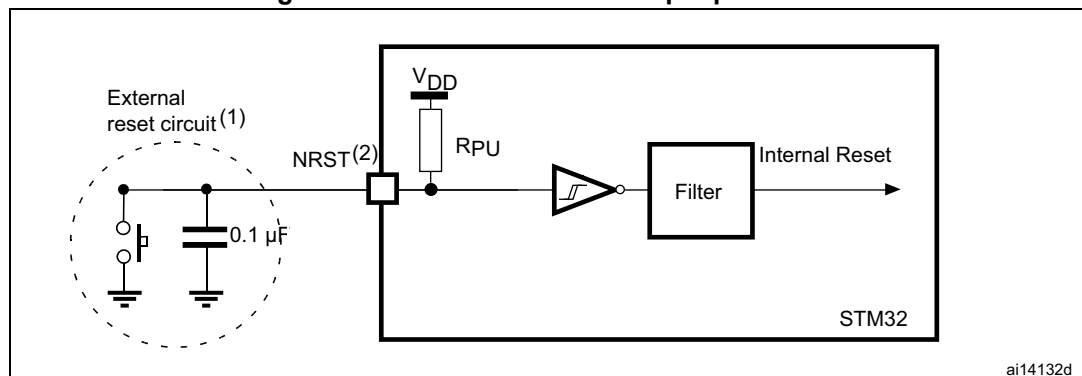 External
reset circuit(1)
NRST(2)
VDD
RPU
Internal Reset
Filter
0.1 µF
STM32
ai14132d